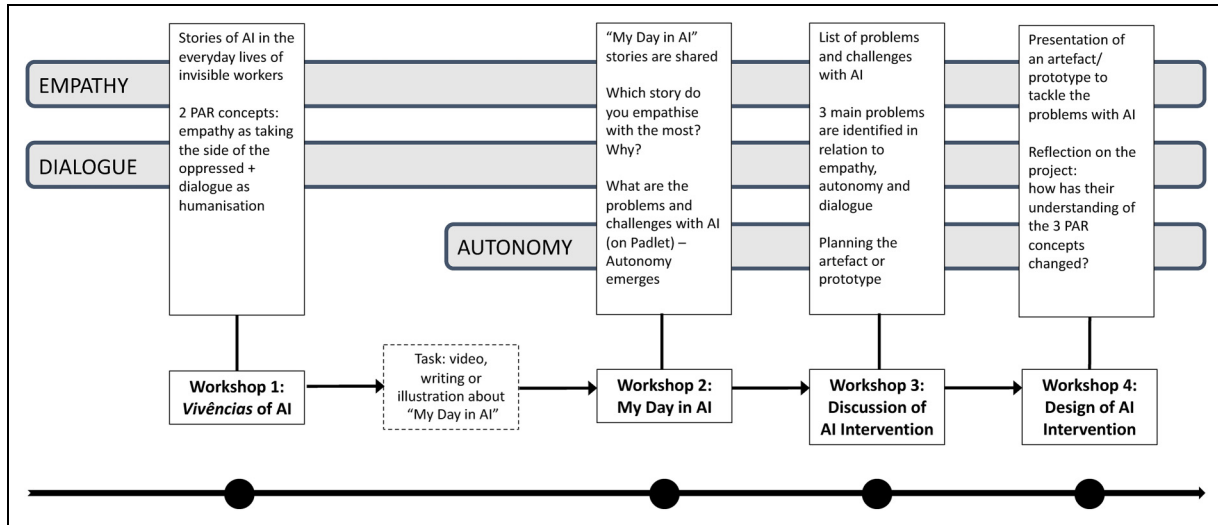 EMPATHY
DIALOGUE
AUTONOMY
Stories of AI in the
everyday lives of
invisible workers
2 PAR concepts:
empathy as taking
the side of the
oppressed +
dialogue as
humanisation
Workshop 1:
Vivências of AI
Task: video,
writing or
illustration about
“My Day in AI”
“My Day in AI”
stories are shared
Which story do
you empathise
with the most?
Why?
What are the
problems and
challenges with AI
(on Padlet) –
Autonomy
emerges
Workshop 2:
My Day in AI
List of problems
and challenges
with AI
3 main problems
are identified in
relation to
empathy,
autonomy and
dialogue
Planning the
artefact or
prototype
Workshop 3:
Discussion of
AI Intervention
Presentation of
an artefact/
prototype to
tackle the
problems with AI
Reflection on the
project:
how has their
understanding of
the 3 PAR
concepts
changed?
Workshop 4:
Design of AI
Intervention